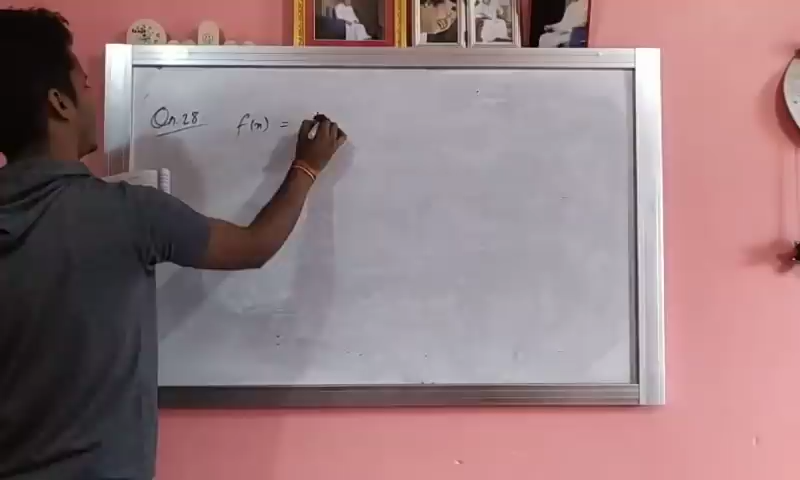 Qn.28 f(x) =